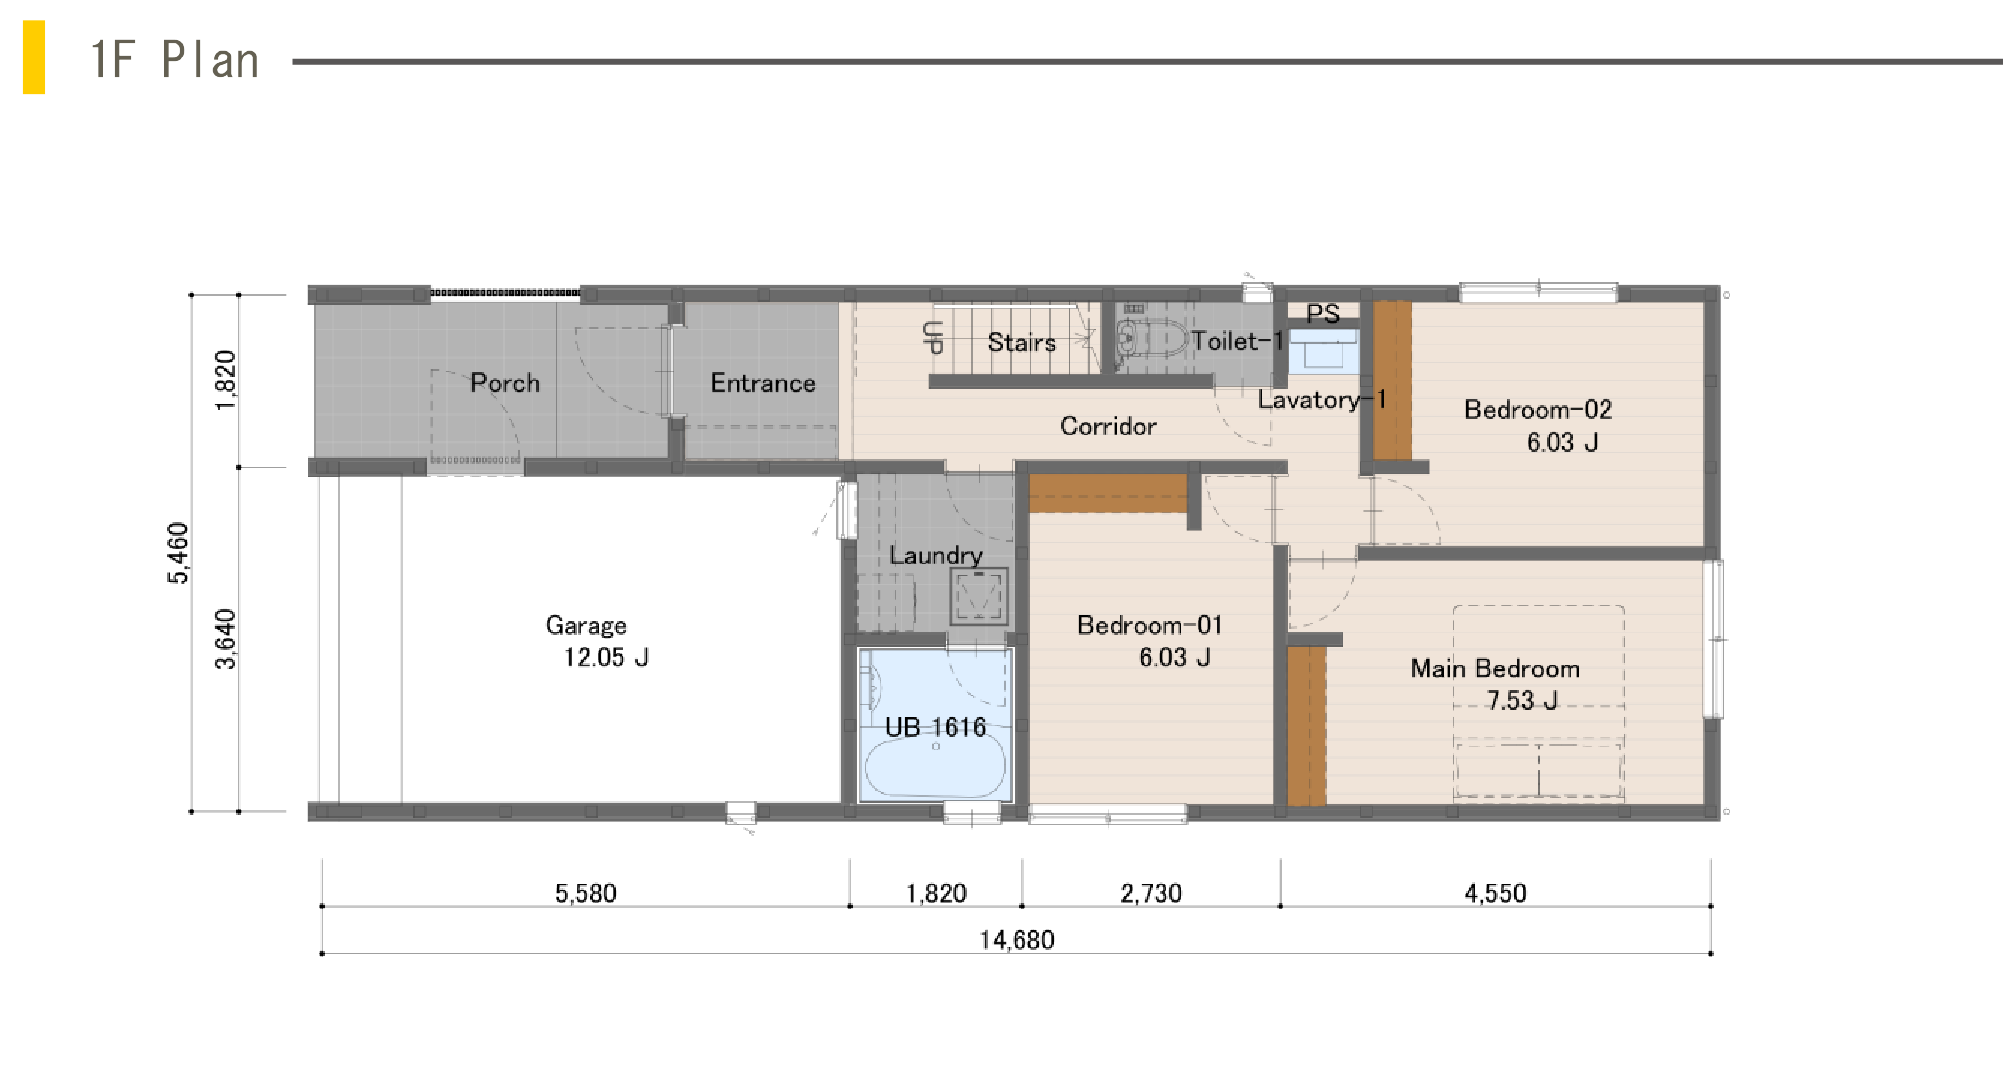 1F Plan
PS
UP
Stairs
Toilet-1
Porch
Entrance
Lavatory-1
Corridor
Bedroom-02
6.03 J
1,820
5,460
3,640
Laundry
Garage
12.05 J
Bedroom-01
6.03 J
Main Bedroom
7.53 J
UB 1616
5,580
1,820
2,730
4,550
14,680